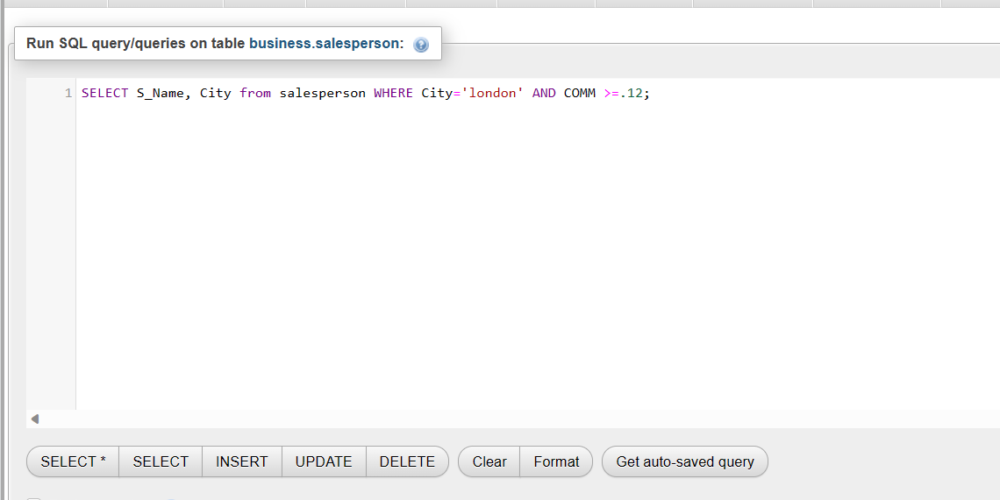 Run SQL query/queries on table business.salesperson:
1 SELECT S_Name, City from salesperson WHERE City='london' AND COMM >=.12;
SELECT * SELECT INSERT UPDATE DELETE Clear Format Get auto-saved query